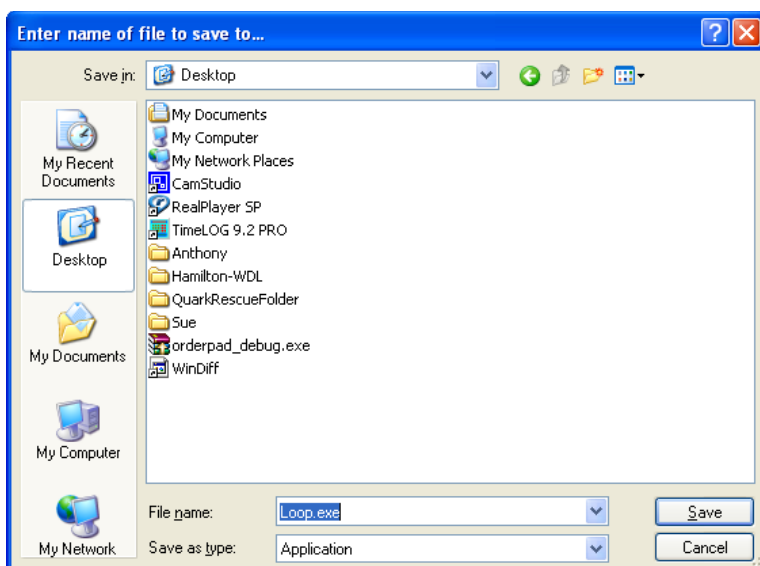 Enter name of file to save to...
Save in:
Desktop
My Recent
Documents
Desktop
My Documents
My Computer
My Network
My Documents
My Computer
My Network Places
CamStudio
RealPlayer SP
TimeLOG 9.2 PRO
Anthony
Hamilton-WDL
QuarkRescueFolder
Sue
orderpad_debug.exe
WinDiff
File name:
Loop.exe
Save
Save as type:
Application
Cancel